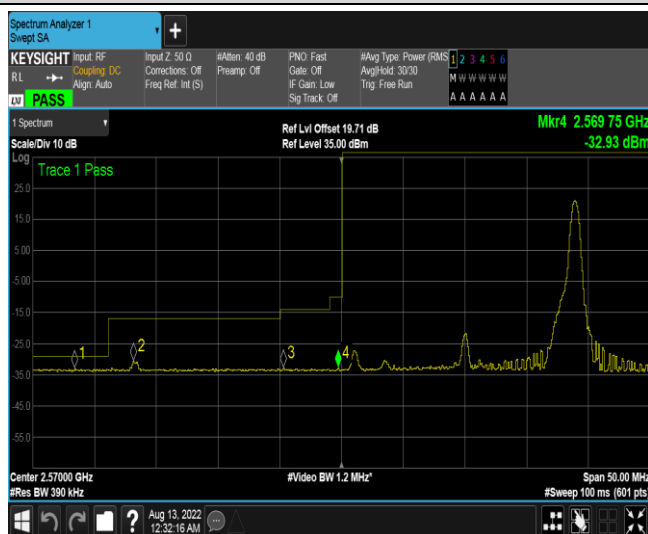 Spectrum Analyzer 1
Swept SA
+
KEYSIGHT
RL
Input: RF
Coupling: DC
Align: Auto
Input Z: 50 Ω
Corrections: Off
Freq Ref: Int (S)
#Atten: 40 dB
Preamp: Off
PNO: Fast
Gate: Off
IF Gain: Low
Sig Track: Off
#Avg Type: Power (RMS
Avg|Hold: 30/30
Trig: Free Run
1 2 3 4 5 6
M W W W W W
A A A A A A
LXI PASS
1 Spectrum
Scale/Div 10 dB
Ref Lvl Offset 19.71 dB
Ref Level 35.00 dBm
Mkr4 2.569 75 GHz
-32.93 dBm
Log
Trace 1 Pass
25.0
15.0
5.00
-5.00
-15.0
-25.0
-35.0
-45.0
-55.0
1
2
3
4
Center 2.57000 GHz
#Res BW 390 kHz
#Video BW 1.2 MHz*
Span 50.00 MHz
#Sweep 100 ms (601 pts)
?
Aug 13, 2022
12:32:16 AM